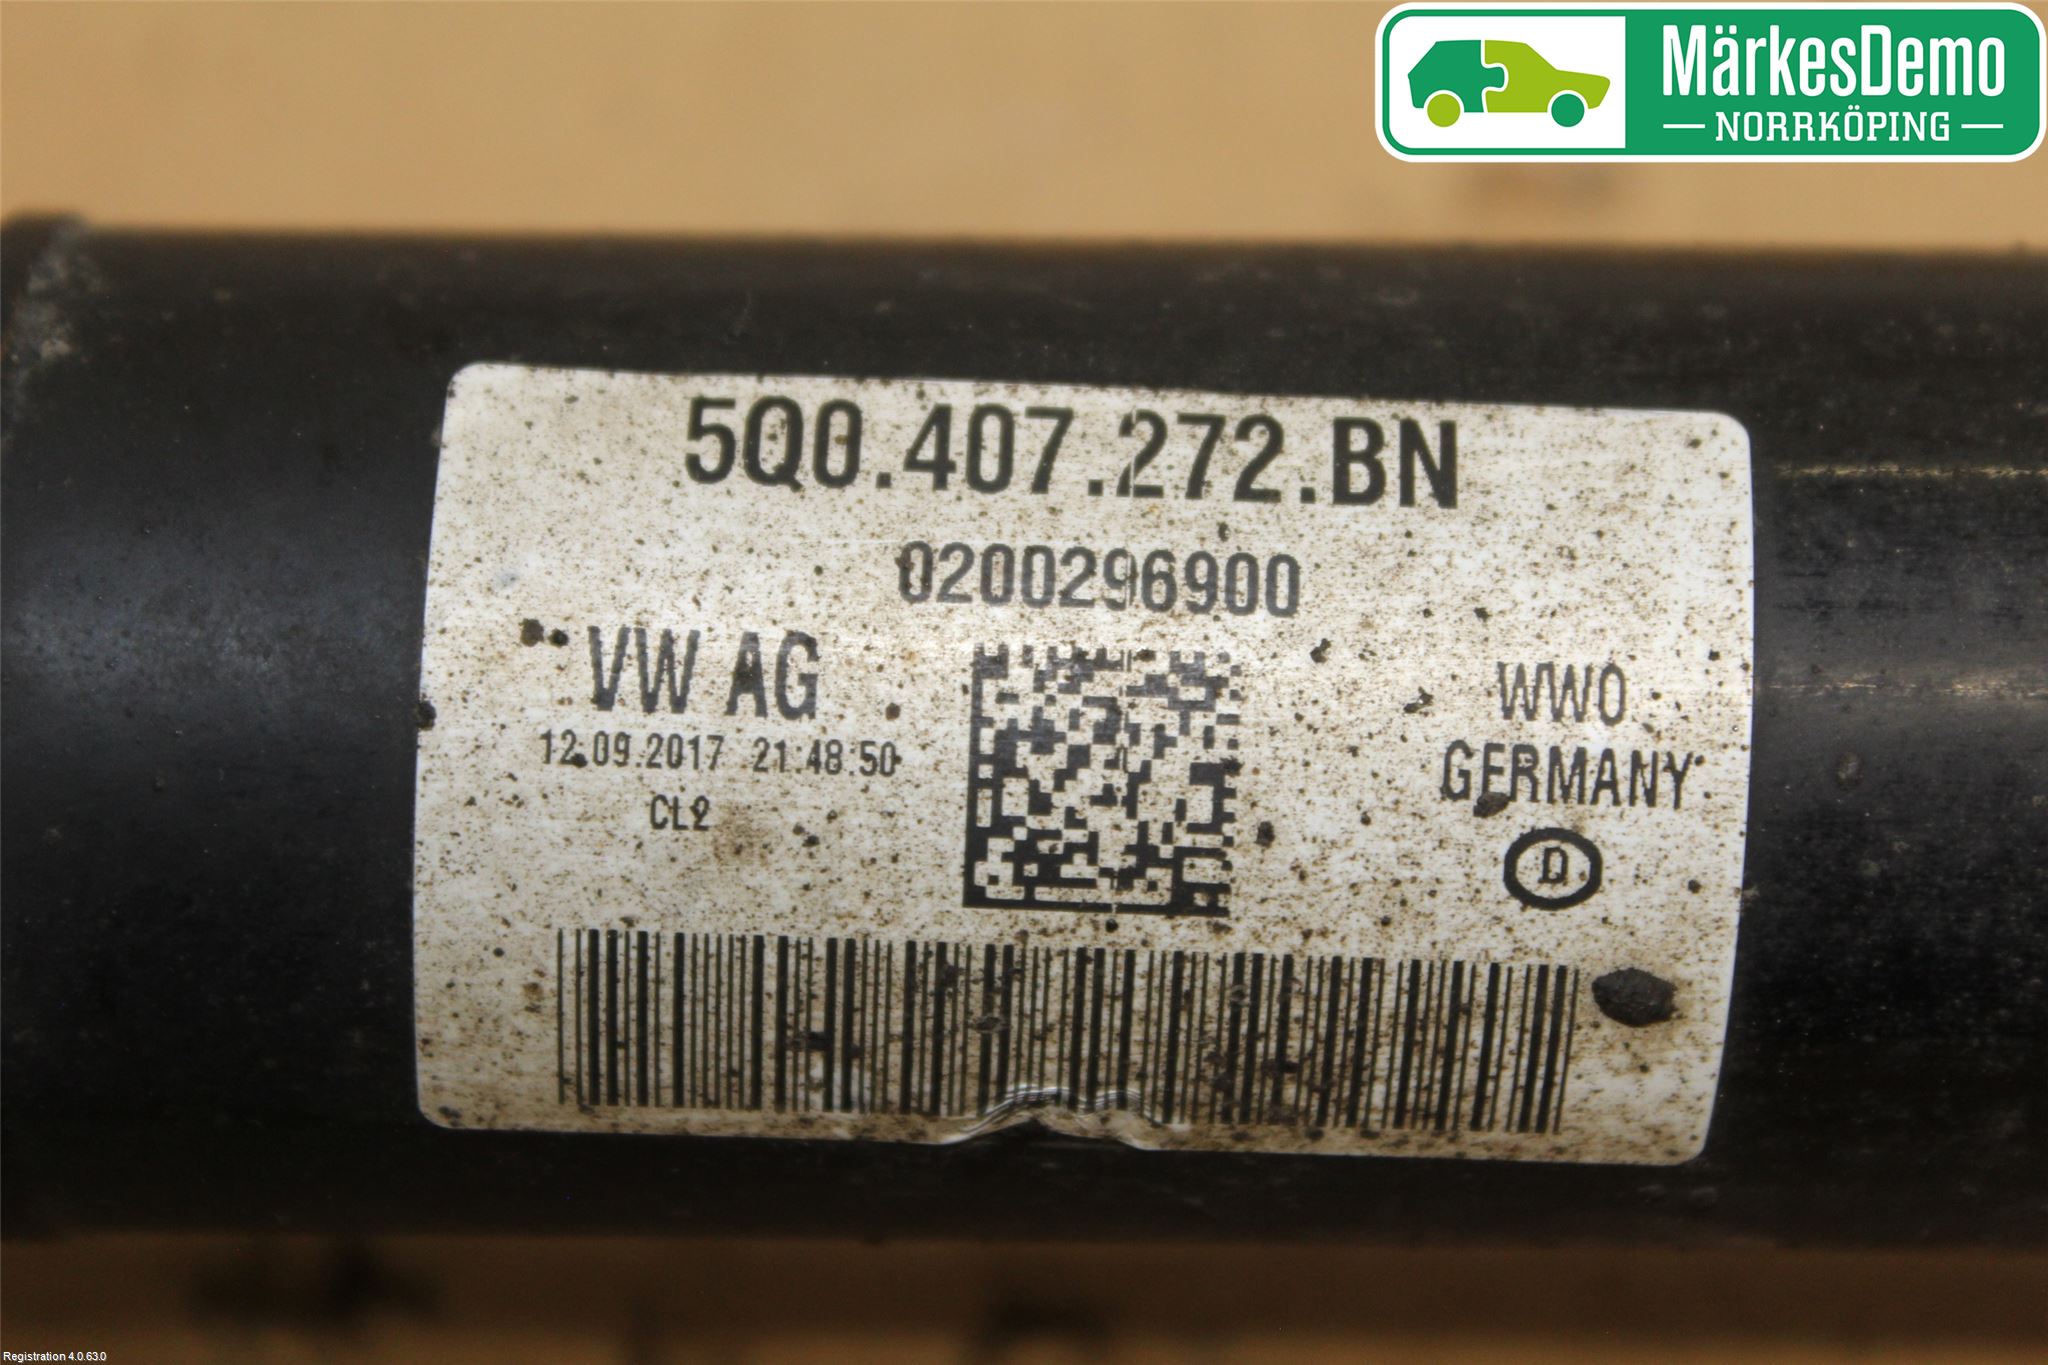 MärkesDemo
NORRKÖPING
5Q0.407.272.BN
0200296900
VW AG
12.09.2017 21:48:50
CL2
WWO
GERMANY
D
Registration 4.0.63.0